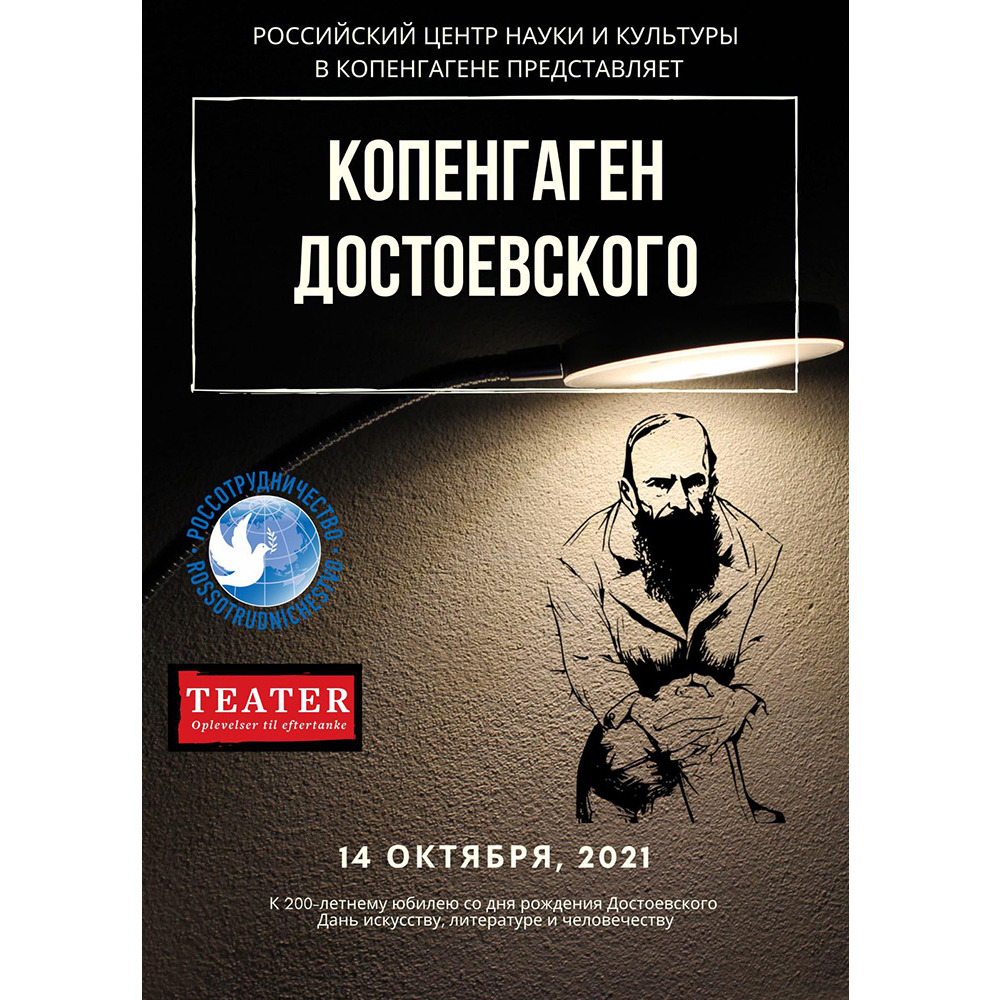 РОССИЙСКИЙ ЦЕНТР НАУКИ И КУЛЬТУРЫ
В КОПЕНГАГЕНЕ ПРЕДСТАВЛЯЕТ
КОПЕНГАГЕН
ДОСТОЕВСКОГО
РОССОТРУДНИЧЕСТВО
ROSSOTRUDNICHESTVO
TEATER
Oplevelser til eftertanke
14 ОКТЯБРЯ, 2021
К 200-летнему юбилею со дня рождения Достоевского
Дань искусству, литературе и человечеству